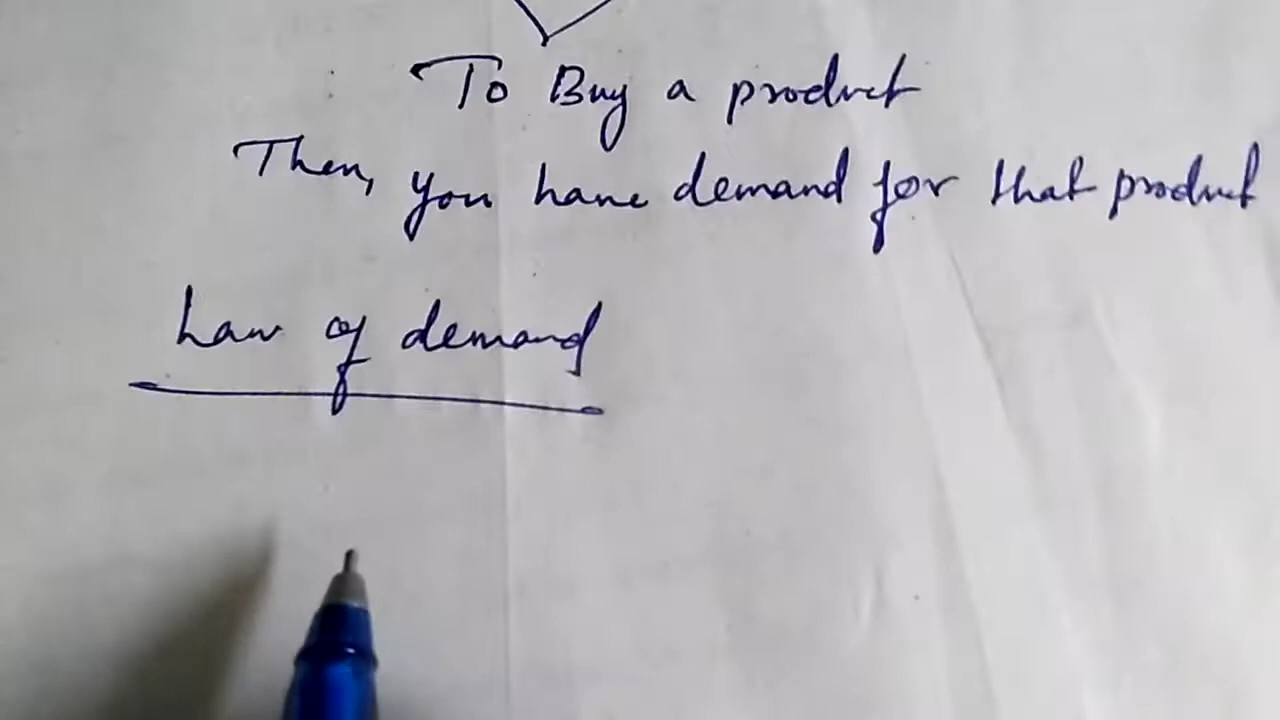 To Buy a product
Then, you have demand for that product
Law of demand